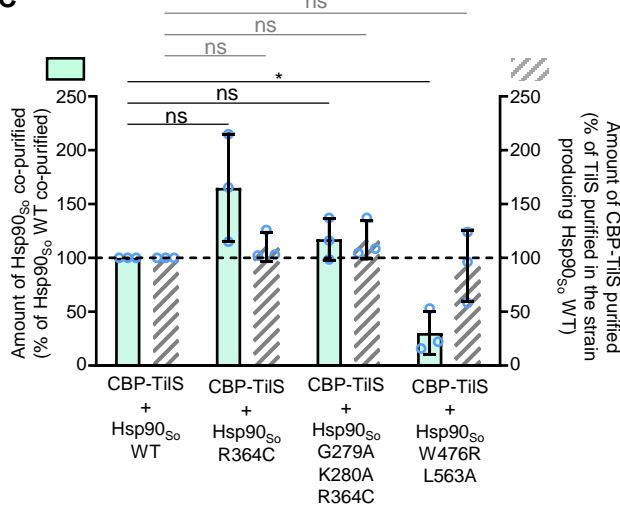 C
ns
ns
ns
*
ns
ns
Amount of Hsp90So co-purified
(% of Hsp90So WT co-purified)
250
200
150
100
50
0
250
200
150
100
50
0
Amount of CBP-TilS purified
(% of TilS purified in the strain
producing Hsp90So WT)
CBP-TilS
+
Hsp90So
WT
CBP-TilS
+
Hsp90So
R364C
CBP-TilS
+
Hsp90So
G279A
K280A
R364C
CBP-TilS
+
Hsp90So
W476R
L563A